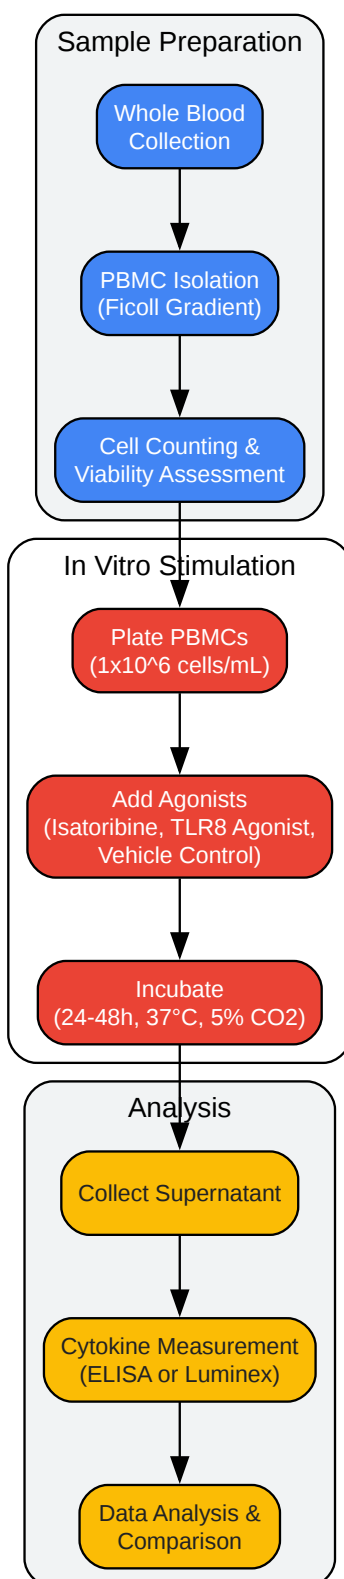 Sample Preparation
Whole Blood
Collection
PBMC Isolation
(Ficoll Gradient)
Cell Counting &
Viability Assessment
In Vitro Stimulation
Plate PBMCs
(1x10^6 cells/mL)
Add Agonists
(Isatoribine, TLR8 Agonist,
Vehicle Control)
Incubate
(24-48h, 37°C, 5% CO2)
Analysis
Collect Supernatant
Cytokine Measurement
(ELISA or Luminex)
Data Analysis &
Comparison